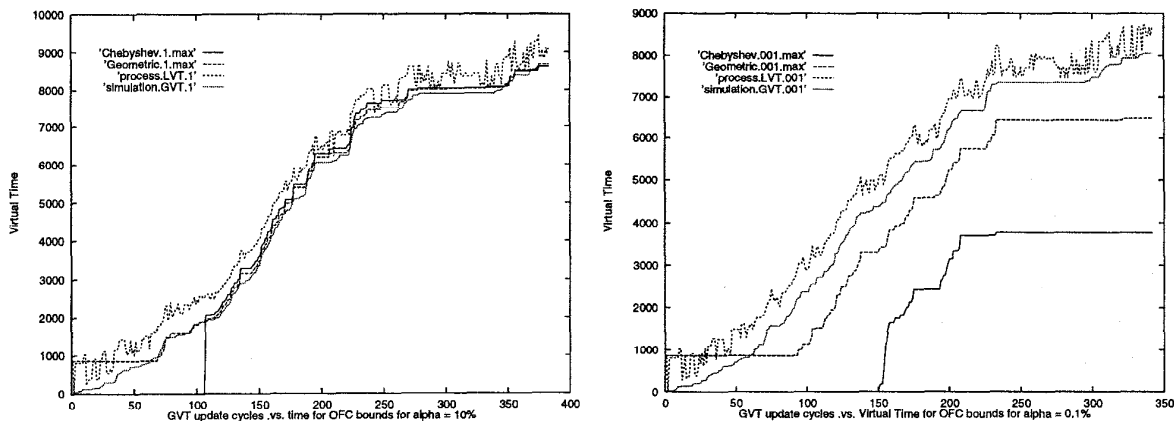 10000
9000
8000
7000
6000
5000
4000
3000
2000
1000
0
Virtual Time
'Chebyshev.1.max'
'Geometric.1.max'
'process.LVT.1'
'simulation.GVT.1'
0 50 100 150 200 250 300 350 400
GVT update cycles .vs. time for OFC bounds for alpha = 10%
9000
8000
7000
6000
5000
4000
3000
2000
1000
0
Virtual Time
'Chebyshev.001.max'
'Geometric.001.max'
'process.LVT.001'
'simulation.GVT.001'
0 50 100 150 200 250 300 350
GVT update cycles .vs. Virtual Time for OFC bounds for alpha = 0.1%